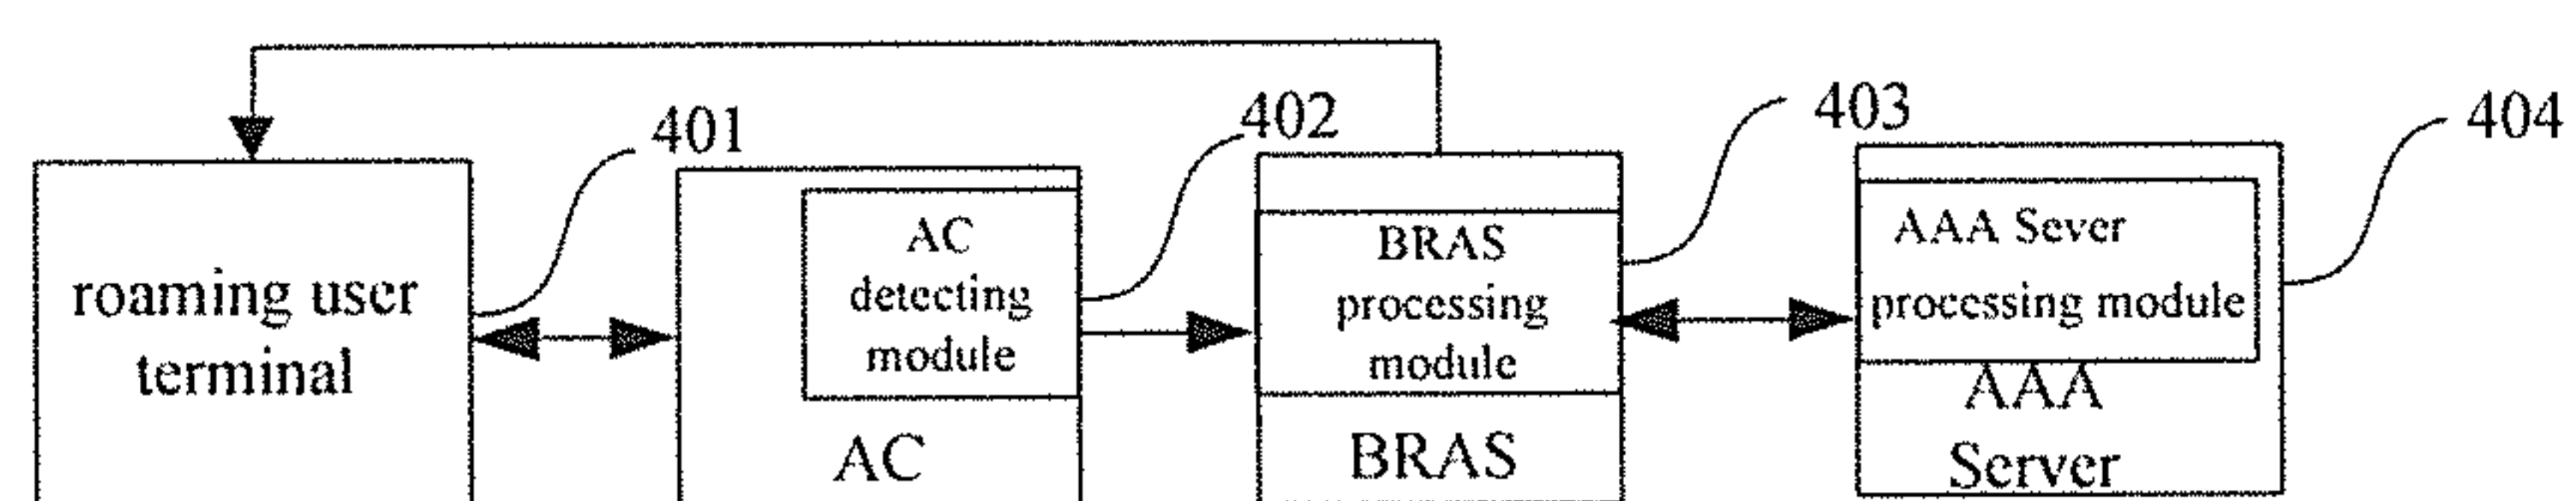 401
402
403
404
roaming user
terminal
AC
detecting
module
AC
BRAS
processing
module
BRAS
AAA Sever
processing module
AAA
Server